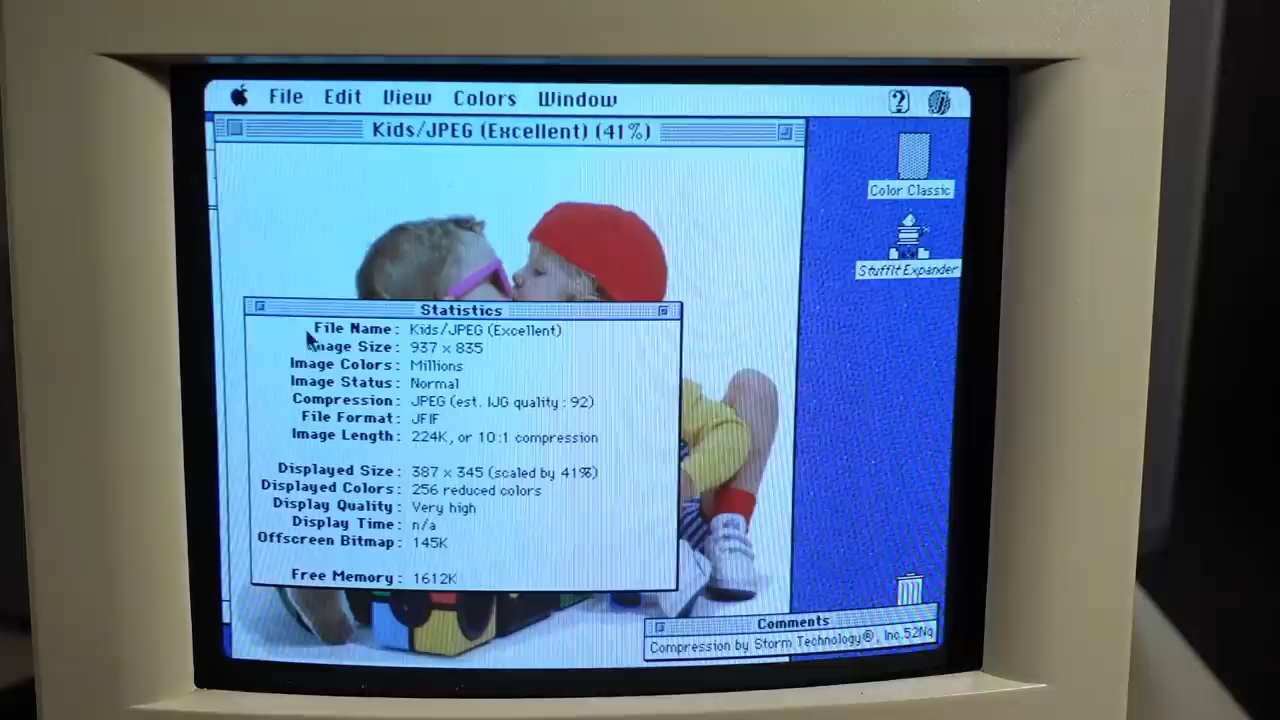 File Edit View Colors Window
Kids/JPEG (Excellent) (41%)
Color Classic
StuffIt Expander
Statistics
File Name: Kids/JPEG (Excellent)
Image Size: 937 x 835
Image Colors: Millions
Image Status: Normal
Compression: JPEG (est. IJG quality: 92)
File Format: JFIF
Image Length: 224K, or 10:1 compression
Displayed Size: 387 x 345 (scaled by 41%)
Displayed Colors: 256 reduced colors
Display Quality: Very high
Display Time: n/a
Offscreen Bitmap: 145K
Free Memory: 1612K
Comments
Compression by Storm Technology®, Inc.52Nq